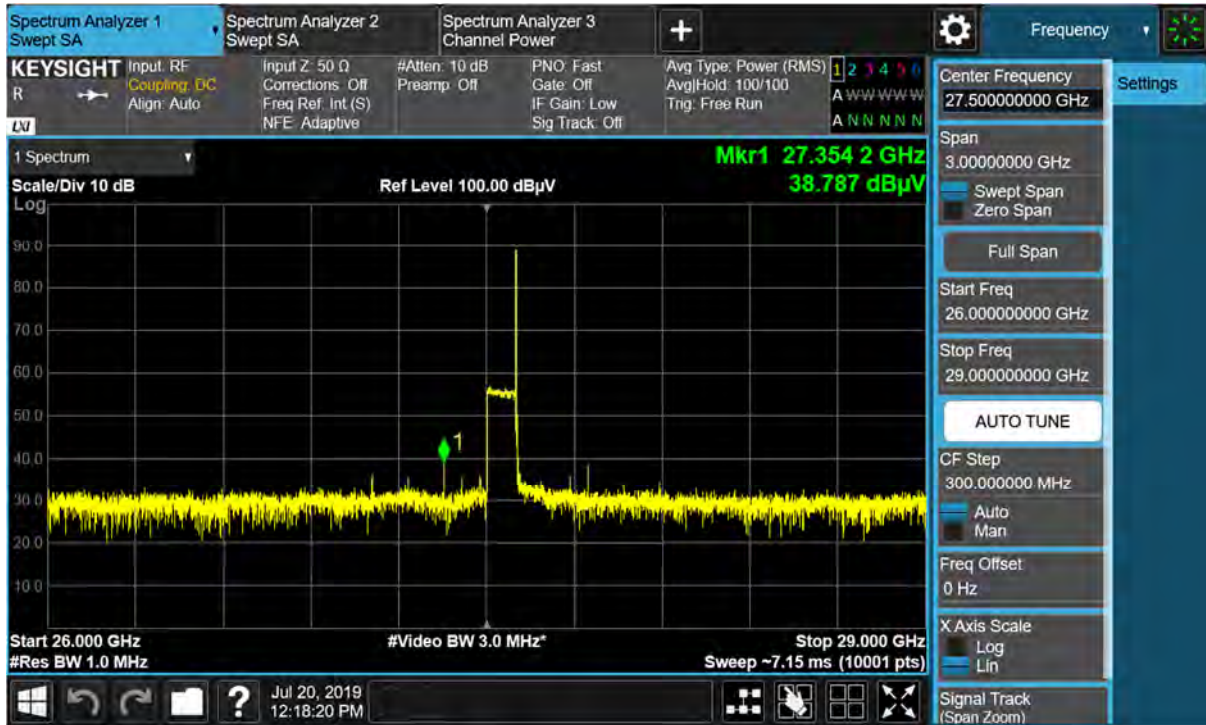 Spectrum Analyzer 1
Swept SA
Spectrum Analyzer 2
Swept SA
Spectrum Analyzer 3
Channel Power
+
Frequency
KEYSIGHT
R
LXI
Input: RF
Coupling: DC
Align: Auto
Input Z: 50 Ω
Corrections: Off
Freq Ref: Int (S)
NFE: Adaptive
#Atten: 10 dB
Preamp: Off
PNO: Fast
Gate: Off
IF Gain: Low
Sig Track: Off
Avg Type: Power (RMS)
Avg|Hold: 100/100
Trig: Free Run
1 2 3 4 5 6
A W W W W W
A N N N N N
1 Spectrum
Scale/Div 10 dB
Log
Ref Level 100.00 dBµV
Mkr1 27.354 2 GHz
38.787 dBµV
90.0
80.0
70.0
60.0
50.0
40.0
30.0
20.0
10.0
1
Start 26.000 GHz
#Res BW 1.0 MHz
#Video BW 3.0 MHz*
Stop 29.000 GHz
Sweep ~7.15 ms (10001 pts)
?
Jul 20, 2019
12:18:20 PM
Center Frequency
27.500000000 GHz
Span
3.00000000 GHz
Swept Span
Zero Span
Full Span
Start Freq
26.000000000 GHz
Stop Freq
29.000000000 GHz
AUTO TUNE
CF Step
300.000000 MHz
Auto
Man
Freq Offset
0 Hz
X Axis Scale
Log
Lin
Signal Track
(Span Zoom)
Settings